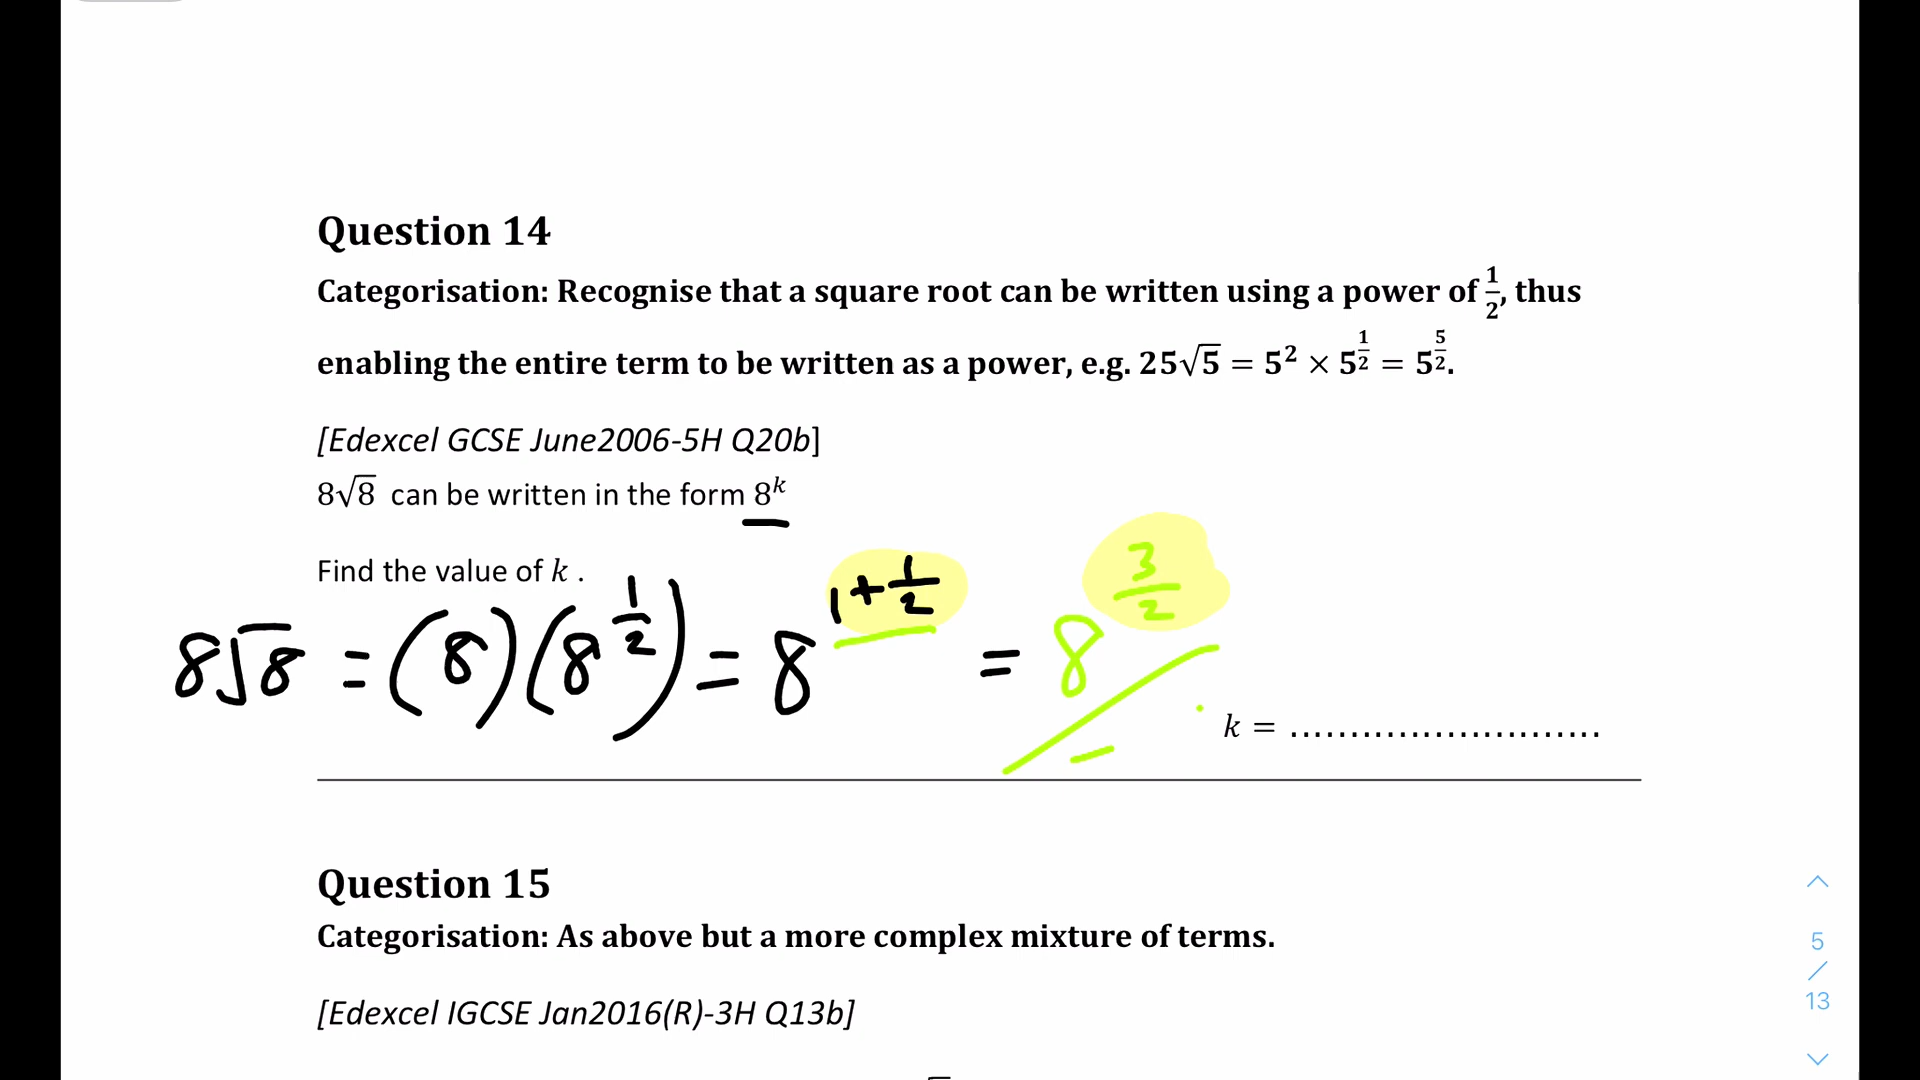 Question 14
Categorisation: Recognise that a square root can be written using a power of 1/2, thus
enabling the entire term to be written as a power, e.g. 25√5 = 5² × 5^(1/2) = 5^(5/2).
[Edexcel GCSE June2006-5H Q20b]
8√8 can be written in the form 8^k
Find the value of k .
8√8 = (8)(8^(1/2)) = 8^(1+1/2) = 8^(3/2)
k = ..........................
Question 15
Categorisation: As above but a more complex mixture of terms.
[Edexcel IGCSE Jan2016(R)-3H Q13b]
5
/
13